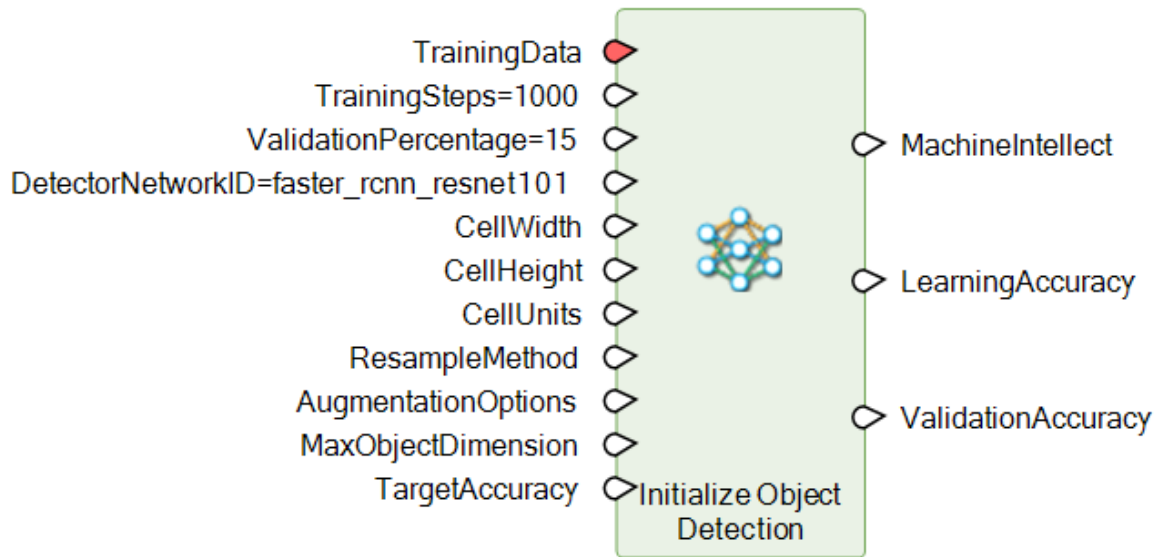 TrainingData
TrainingSteps=1000
ValidationPercentage=15
DetectorNetworkID=faster_rcnn_resnet101
CellWidth
CellHeight
CellUnits
ResampleMethod
AugmentationOptions
MaxObjectDimension
TargetAccuracy
Initialize Object
Detection
MachineIntellect
LearningAccuracy
ValidationAccuracy